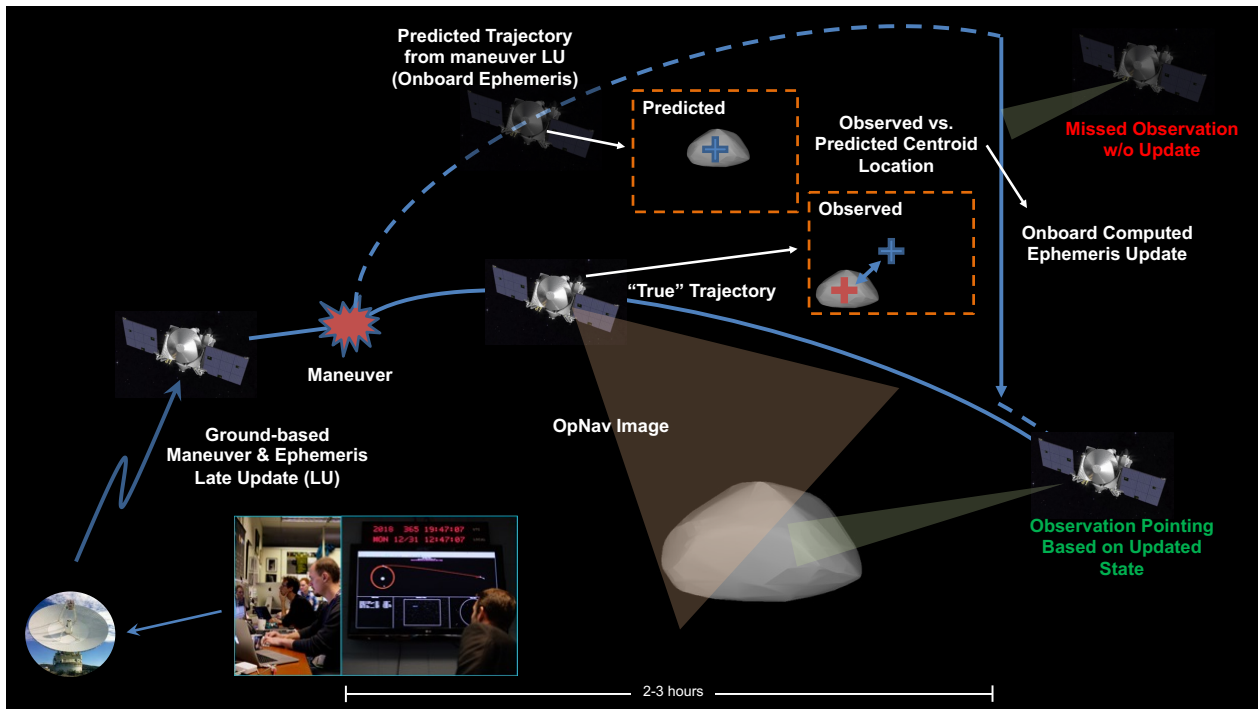 Predicted Trajectory
from maneuver LU
(Onboard Ephemeris)
Predicted
Observed vs.
Predicted Centroid
Location
Missed Observation
w/o Update
Observed
Onboard Computed
Ephemeris Update
“True” Trajectory
Maneuver
OpNav Image
Ground-based
Maneuver & Ephemeris
Late Update (LU)
2018 365 19:47:07
MON 12/31 12:47:07
Observation Pointing
Based on Updated
State
2-3 hours